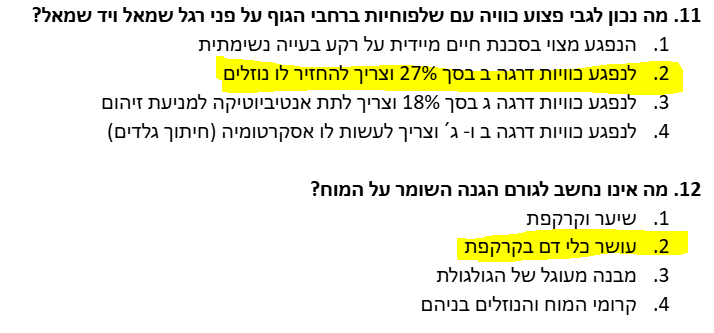 11. מה נכון לגבי פצוע כוויה עם שלפוחיות ברחבי הגוף על פני רגל שמאל ויד שמאל?
1. הנפגע מצוי בסכנת חיים מיידית על רקע בעייה נשימתית
2. לנפגע כוויות דרגה ב בסך 27% וצריך להחזיר לו נוזלים
3. לנפגע כוויות דרגה ג בסך 18% וצריך לתת אנטיביוטיקה למניעת זיהום
4. לנפגע כוויות דרגה ב ו- ג׳ וצריך לעשות לו אסקרטומיה (חיתוך גלדים)
12. מה אינו נחשב לגורם הגנה השומר על המוח?
1. שיער וקרקפת
2. עושר כלי דם בקרקפת
3. מבנה מעוגל של הגולגולת
4. קרומי המוח והנוזלים בניהם